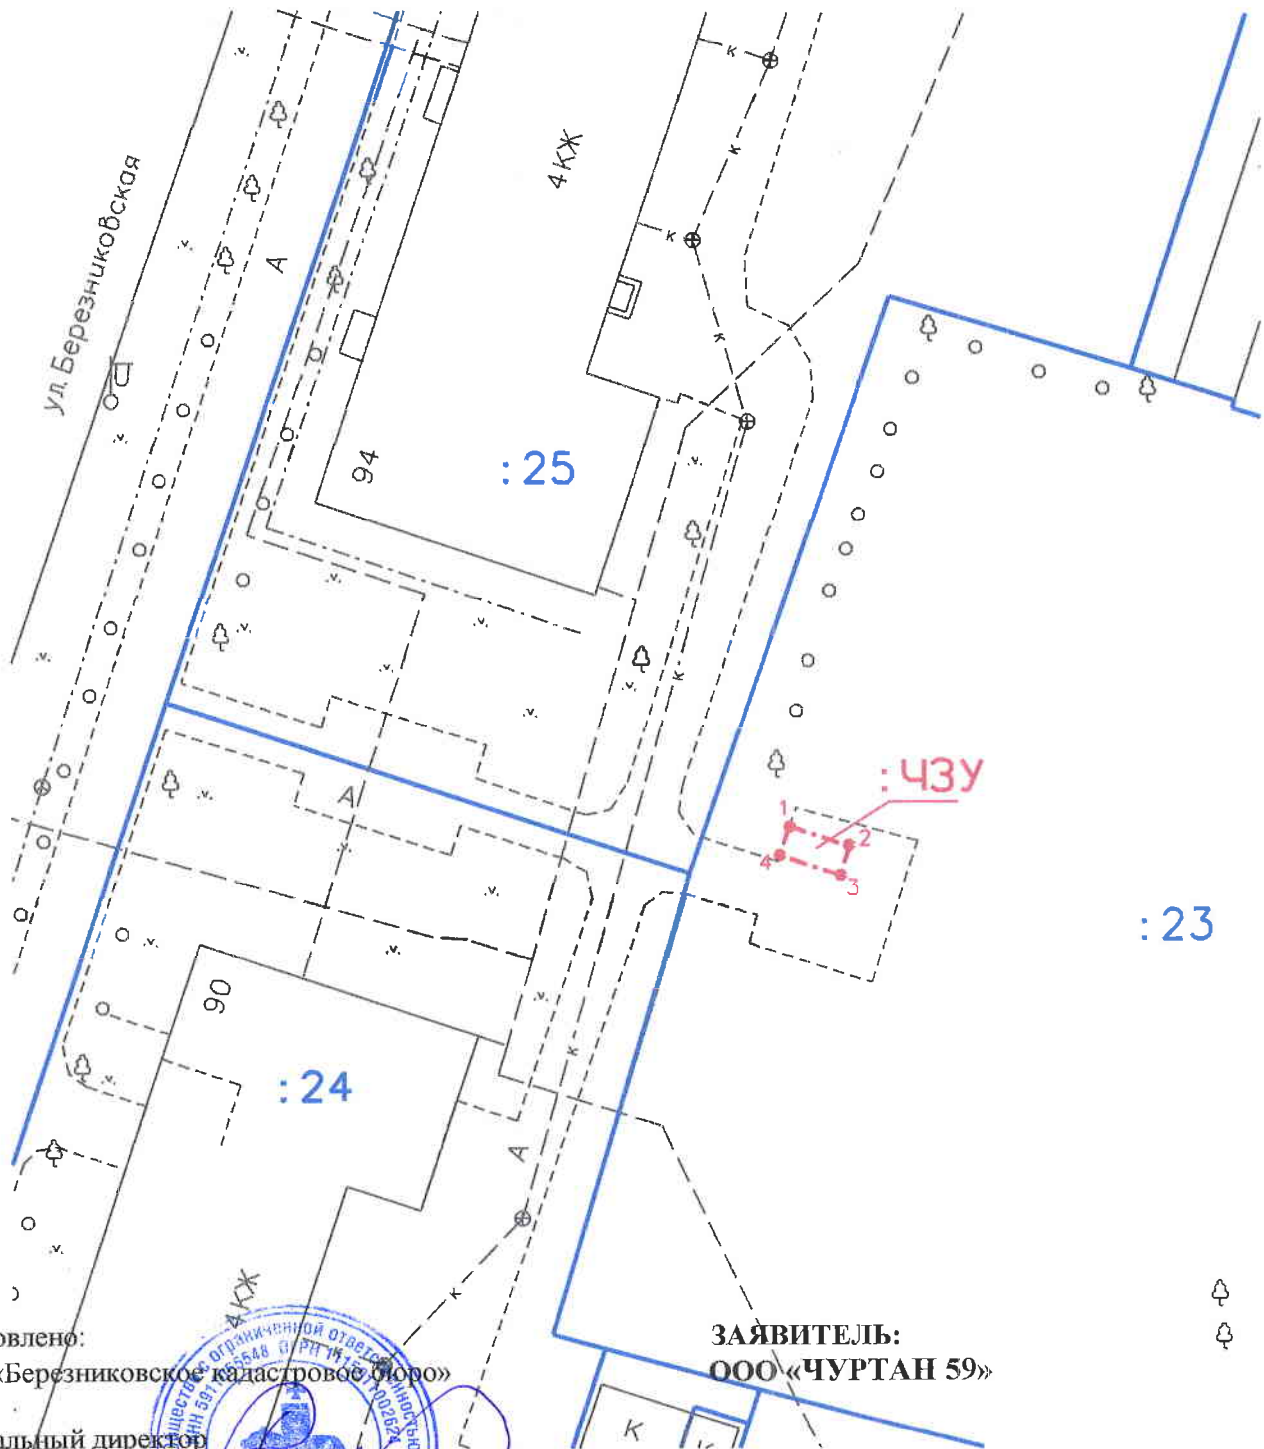 к
4КЖ
к
ул. Березниковская
А
к
к
94
:25
к
:ЧЗУ
1
2
А
4
3
:23
90
к
:24
А
4КЖ
к
овлено:
ЗАЯВИТЕЛЬ:
«Березниковское кадастровое бюро»
ООО «ЧУРТАН 59»
альный директор
К